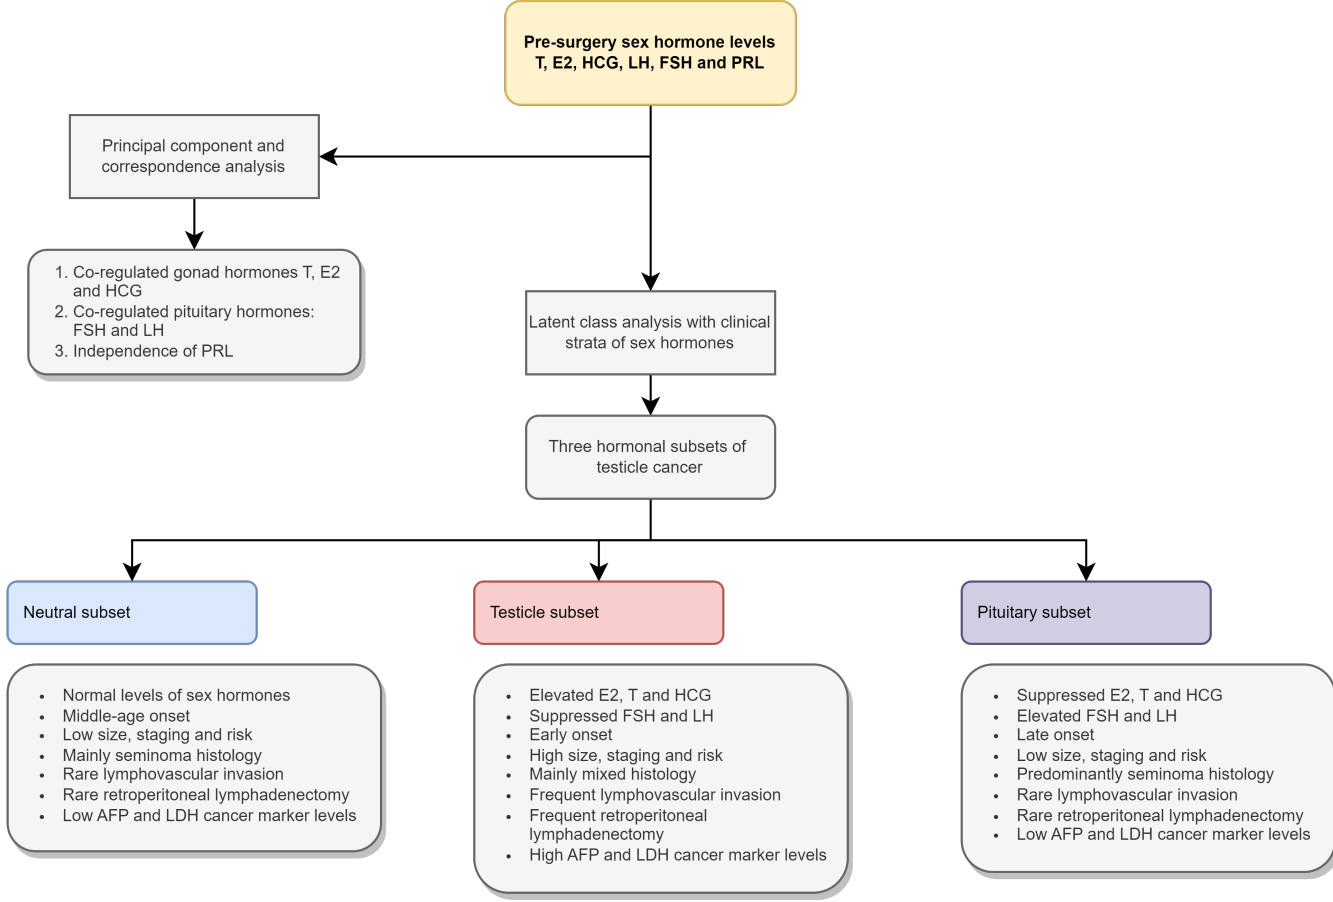 Pre-surgery sex hormone levels
T, E2, HCG, LH, FSH and PRL
Principal component and
correspondence analysis
1. Co-regulated gonad hormones T, E2
and HCG
2. Co-regulated pituitary hormones:
FSH and LH
3. Independence of PRL
Latent class analysis with clinical
strata of sex hormones
Three hormonal subsets of
testicle cancer
Neutral subset
• Normal levels of sex hormones
• Middle-age onset
• Low size, staging and risk
• Mainly seminoma histology
• Rare lymphovascular invasion
• Rare retroperitoneal lymphadenectomy
• Low AFP and LDH cancer marker levels
Testicle subset
• Elevated E2, T and HCG
• Suppressed FSH and LH
• Early onset
• High size, staging and risk
• Mainly mixed histology
• Frequent lymphovascular invasion
• Frequent retroperitoneal
lymphadenectomy
• High AFP and LDH cancer marker levels
Pituitary subset
• Suppressed E2, T and HCG
• Elevated FSH and LH
• Late onset
• Low size, staging and risk
• Predominantly seminoma histology
• Rare lymphovascular invasion
• Rare retroperitoneal lymphadenectomy
• Low AFP and LDH cancer marker levels